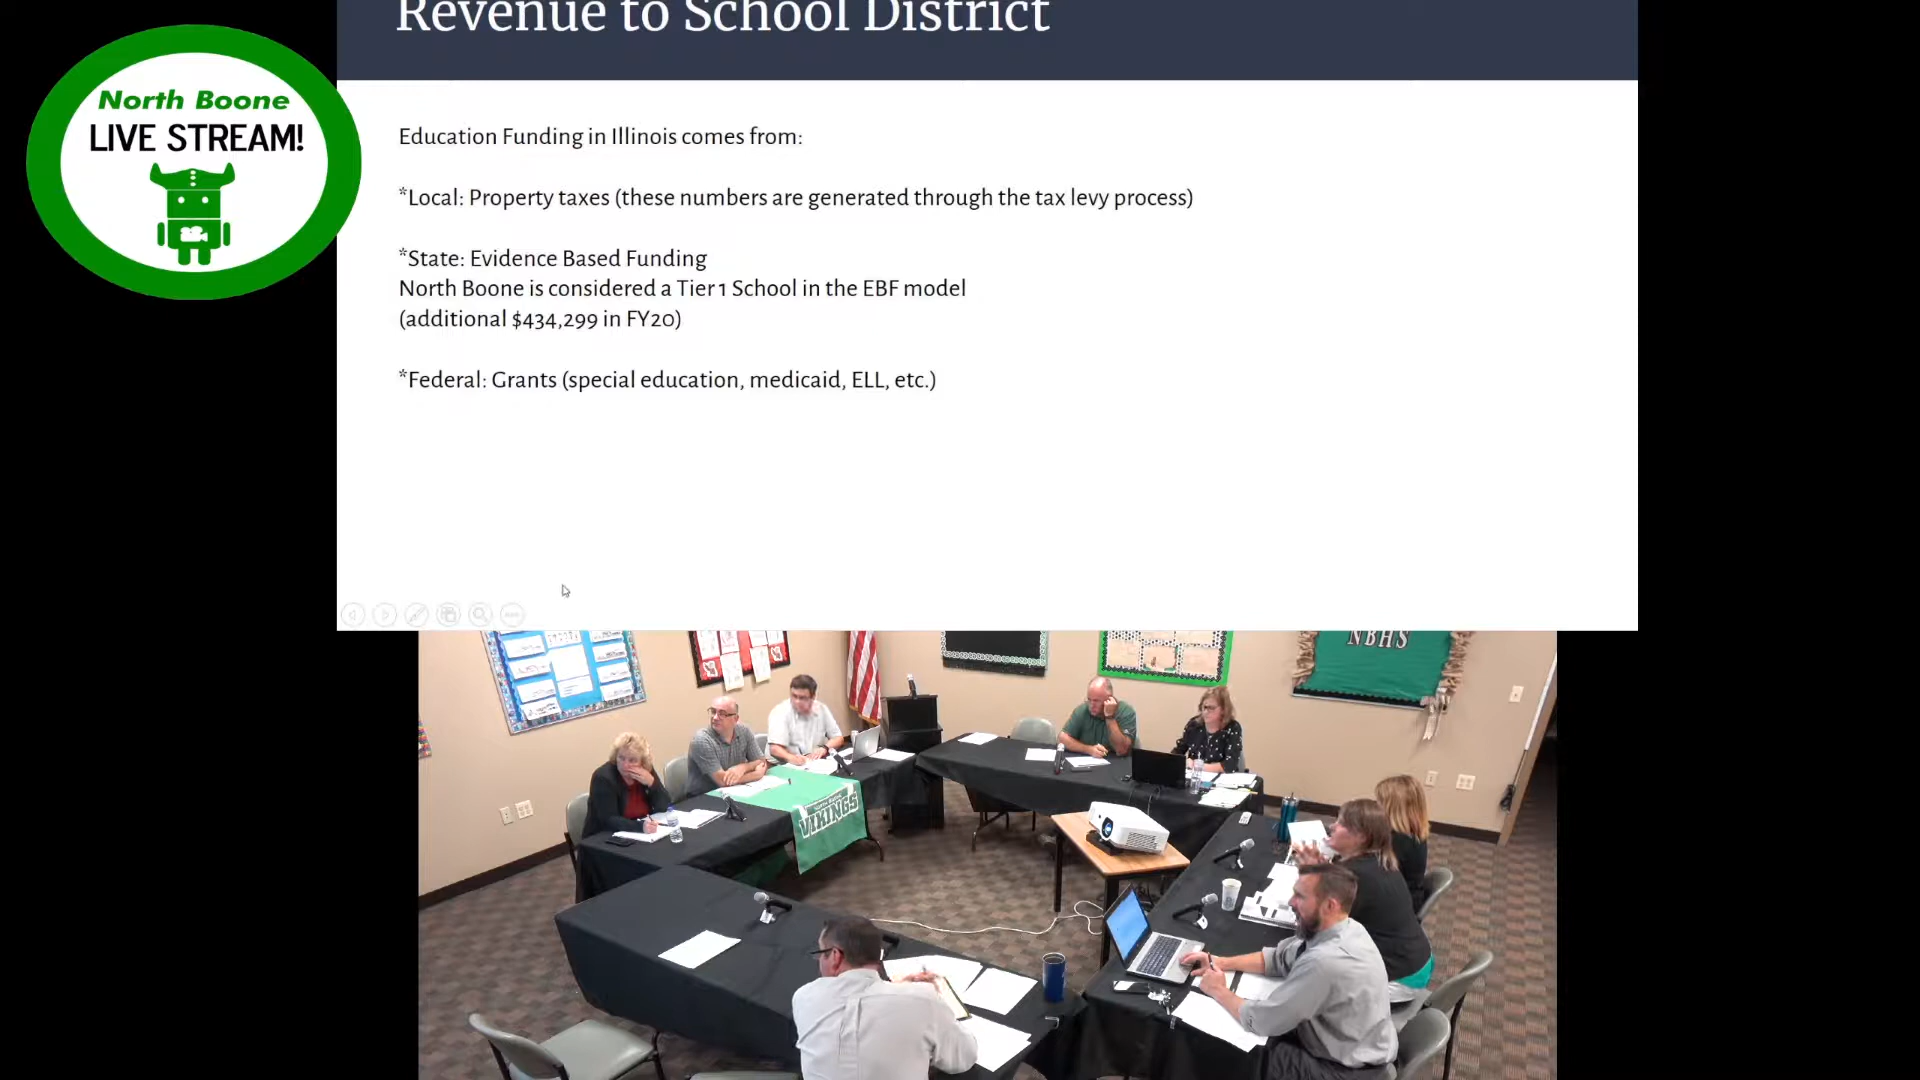 Revenue to School District
North Boone
LIVE STREAM!
Education Funding in Illinois comes from:
*Local: Property taxes (these numbers are generated through the tax levy process)
*State: Evidence Based Funding
North Boone is considered a Tier 1 School in the EBF model
(additional $434,299 in FY20)
*Federal: Grants (special education, medicaid, ELL, etc.)
NBHS
NORTH BOONE
VIKINGS